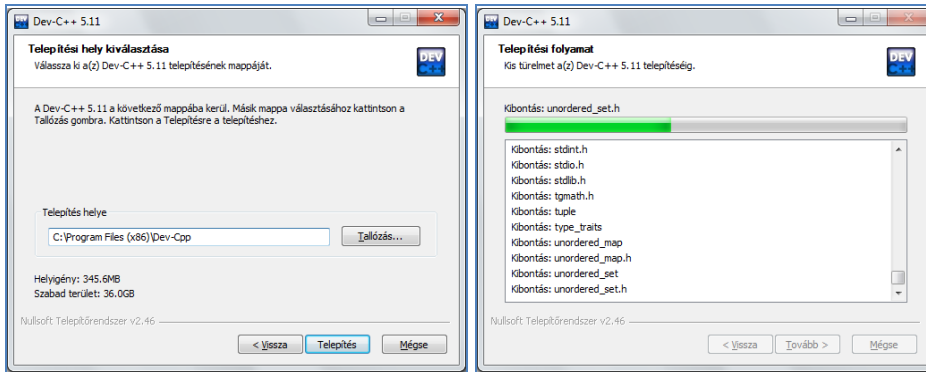 Dev-C++ 5.11
Telepítési hely kiválasztása
Válassza ki a(z) Dev-C++ 5.11 telepítésének mappáját.
DEV
C++
A Dev-C++ 5.11 a következő mappába kerül. Másik mappa választásához kattintson a
Tallózás gombra. Kattintson a Telepítésre a telepítéshez.
Telepítés helye
C:\Program Files (x86)\Dev-Cpp
Tallózás...
Helyigény: 345.6MB
Szabad terület: 36.0GB
Nullsoft Telepítőrendszer v2.46
< Vissza
Telepítés
Mégse
Dev-C++ 5.11
Telepítési folyamat
Kis türelmet a(z) Dev-C++ 5.11 telepítéséig.
DEV
C++
Kibontás: unordered_set.h
Kibontás: stdint.h
Kibontás: stdio.h
Kibontás: stdlib.h
Kibontás: tgmath.h
Kibontás: tuple
Kibontás: type_traits
Kibontás: unordered_map
Kibontás: unordered_map.h
Kibontás: unordered_set
Kibontás: unordered_set.h
Nullsoft Telepítőrendszer v2.46
< Vissza
Tovább >
Mégse